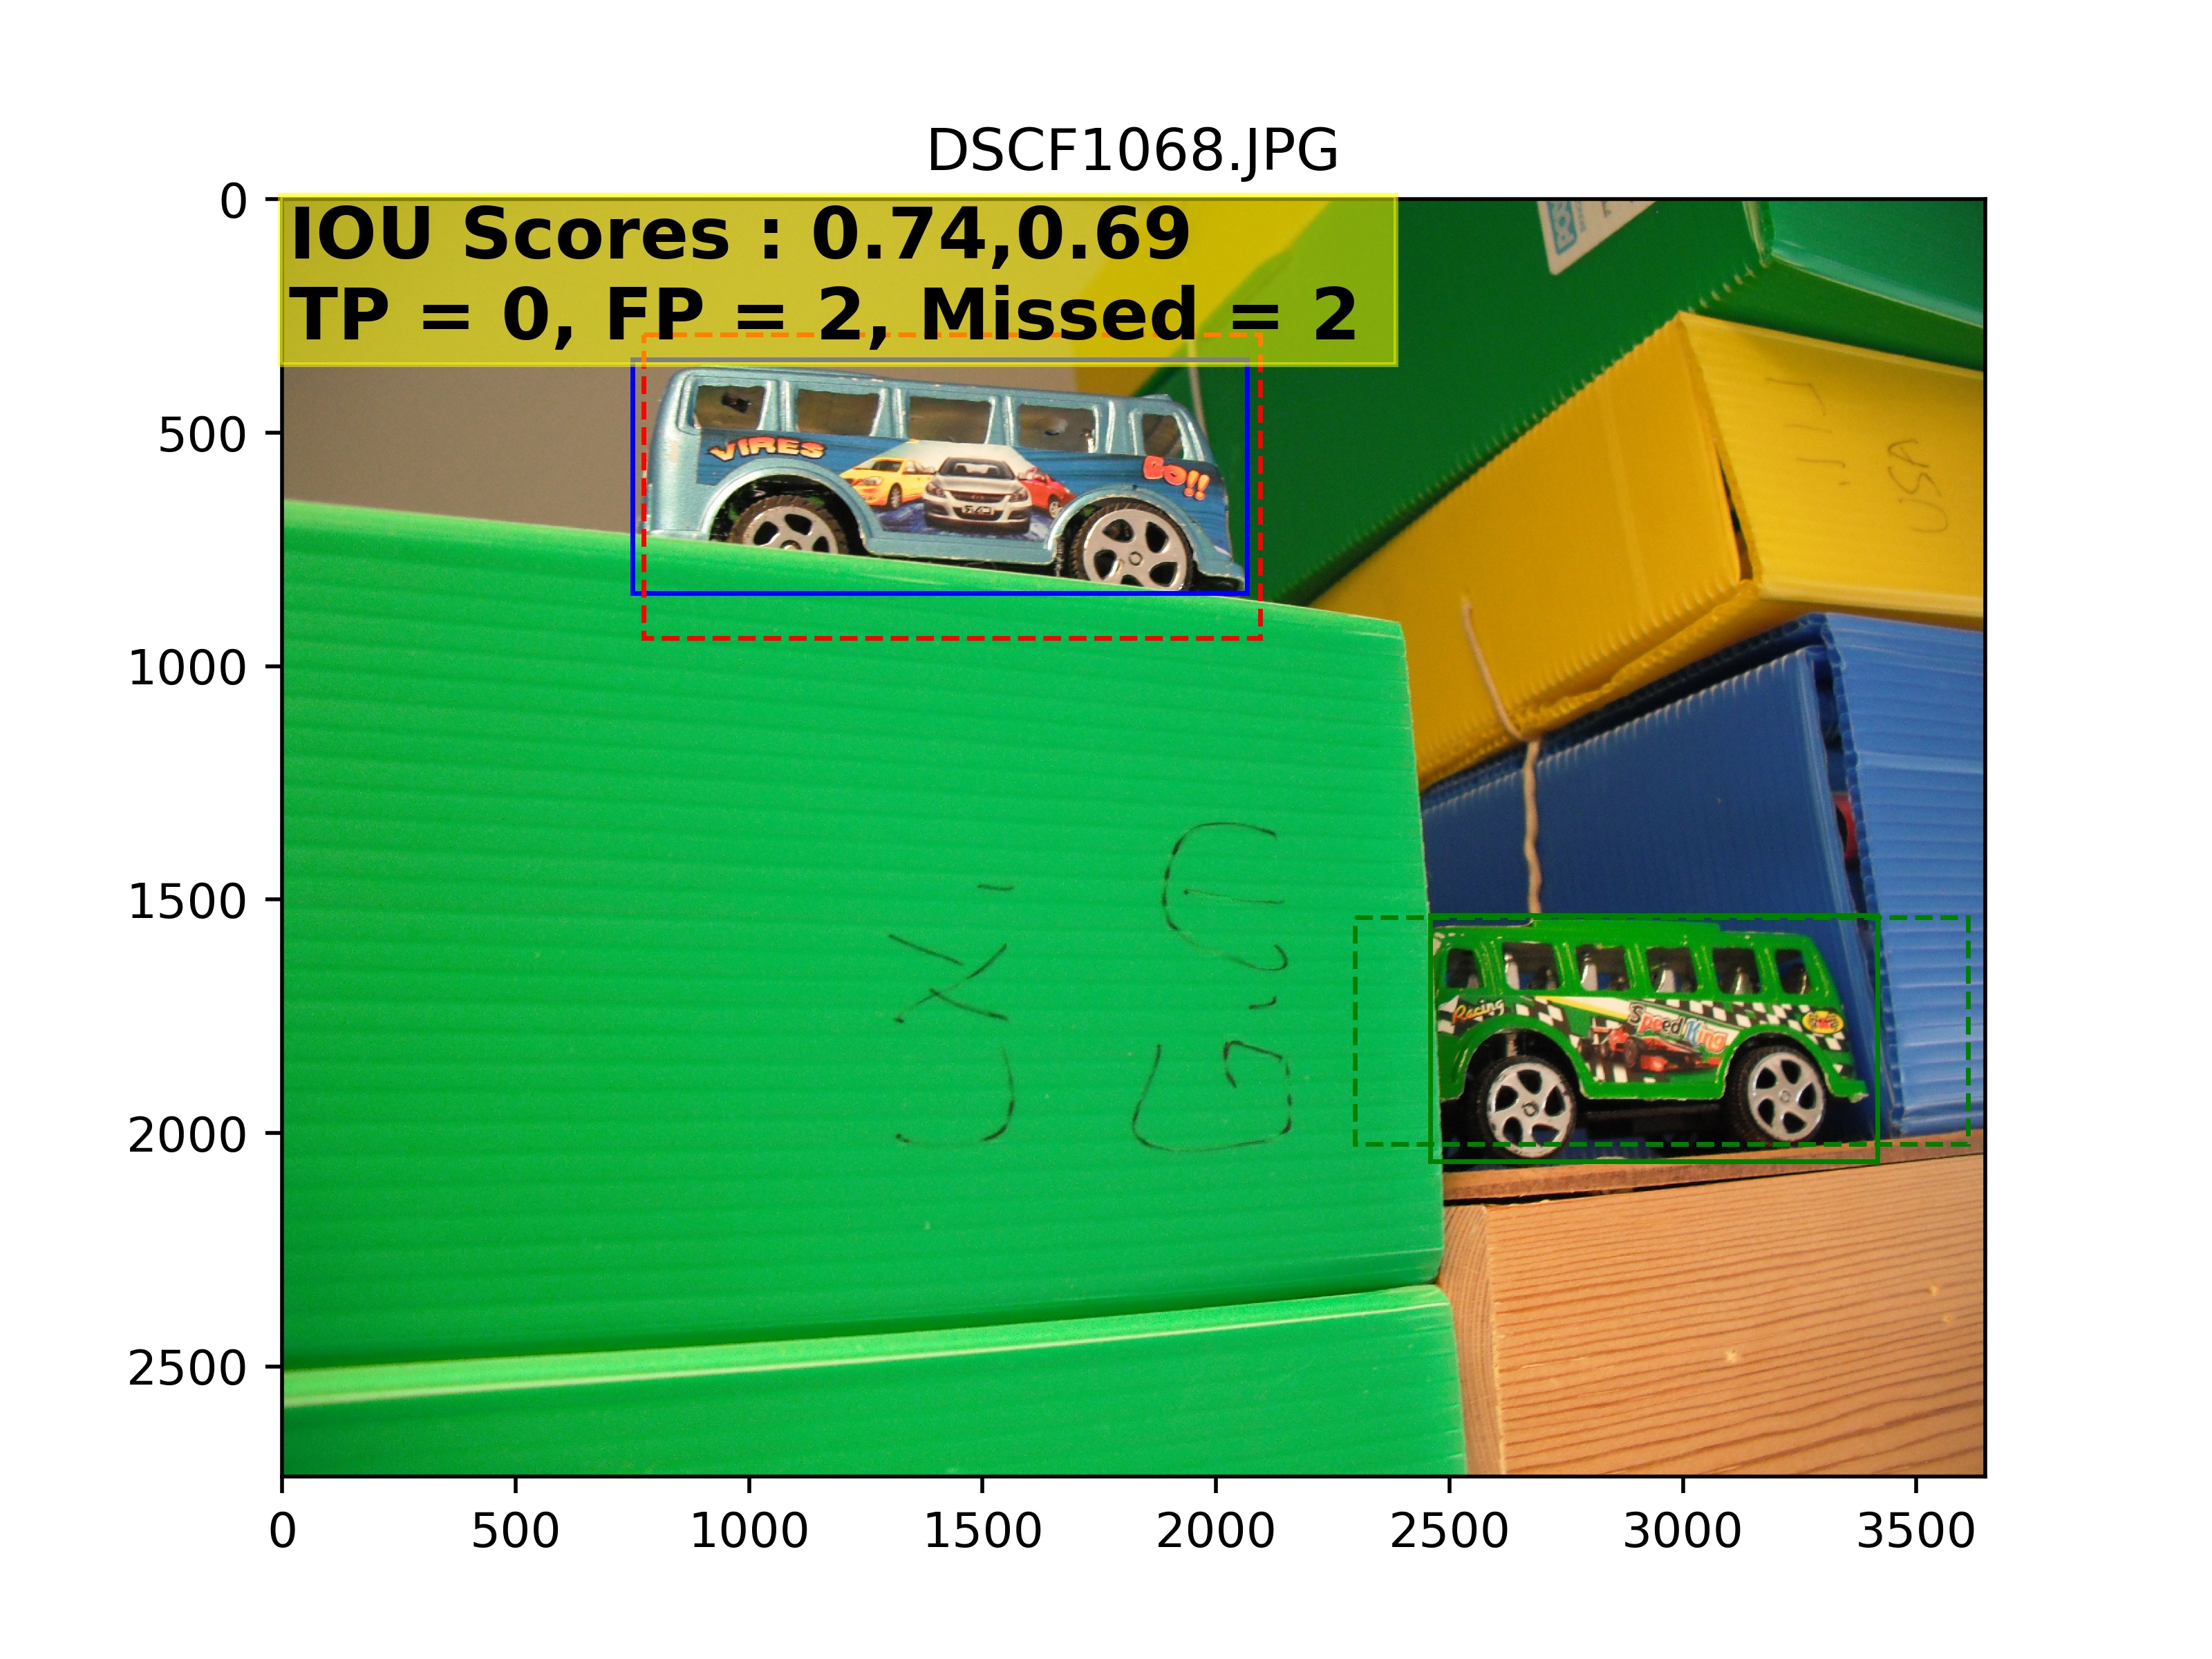 DSCF1068.JPG
IOU Scores : 0.74,0.69
TP = 0, FP = 2, Missed = 2
0
500
1000
1500
2000
2500
VIRES
GO!!
USA
Racing
Speed King
0
500
1000
1500
2000
2500
3000
3500